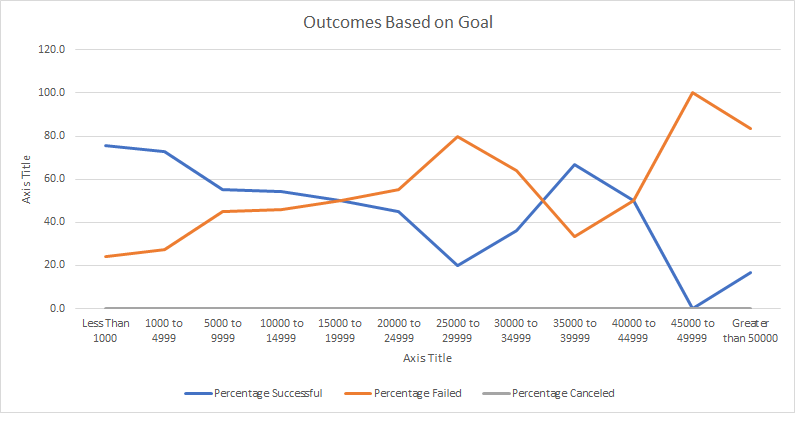 Outcomes Based on Goal
120.0
100.0
80.0
60.0
40.0
20.0
0.0
Axis Title
Less Than 1000
1000 to 4999
5000 to 9999
10000 to 14999
15000 to 19999
20000 to 24999
25000 to 29999
30000 to 34999
35000 to 39999
40000 to 44999
45000 to 49999
Greater than 50000
Axis Title
Percentage Successful
Percentage Failed
Percentage Canceled